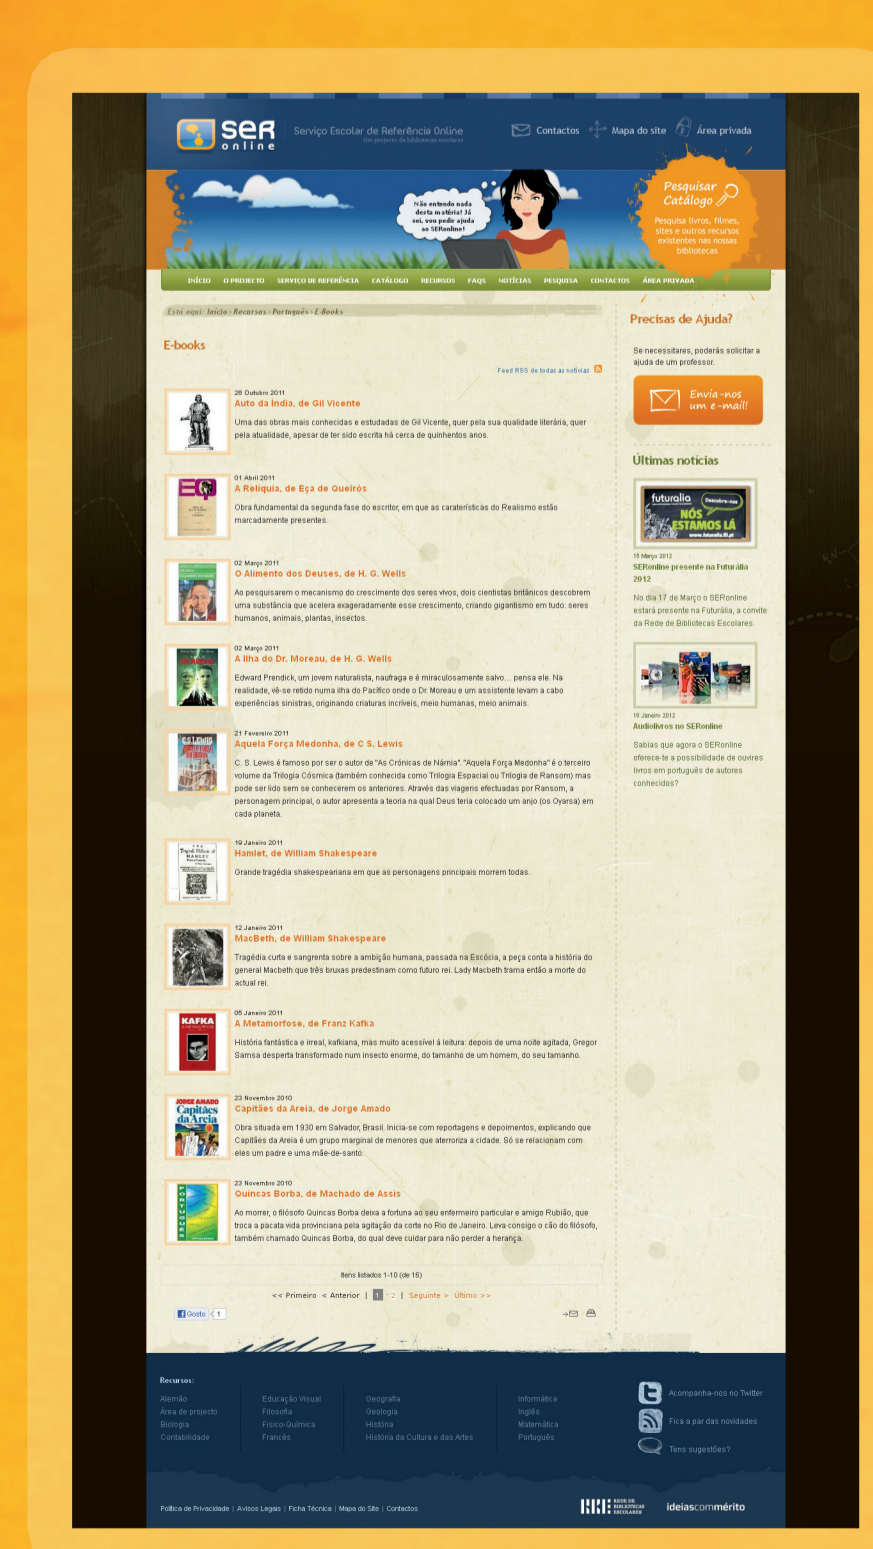 SER online
Serviço Escolar de Referência Online
Um projecto de bibliotecas escolares
Contactos
Mapa do site
Área privada
Não entendo nada
desta matéria! Já
sei, vou pedir ajuda
ao SERonline!
Pesquisar
Catálogo
Pesquisa livros, filmes,
sites e outros recursos
existentes nas nossas
bibliotecas
INÍCIO O PROJECTO SERVIÇO DE REFERÊNCIA CATÁLOGO RECURSOS FAQS NOTÍCIAS PESQUISA CONTACTOS ÁREA PRIVADA
Está aqui: Início › Recursos › Português › E-Books
E-books
Feed RSS de todas as notícias
26 Outubro 2011
Auto da Índia, de Gil Vicente
Uma das obras mais conhecidas e estudadas de Gil Vicente, quer pela sua qualidade literária, quer
pela atualidade, apesar de ter sido escrita há cerca de quinhentos anos.
EQ
01 Abril 2011
A Relíquia, de Eça de Queirós
Obra fundamental da segunda fase do escritor, em que as caraterísticas do Realismo estão
marcadamente presentes.
02 Março 2011
O Alimento dos Deuses, de H. G. Wells
Ao pesquisarem o mecanismo do crescimento dos seres vivos, dois cientistas britânicos descobrem
uma substância que acelera exageradamente esse crescimento, criando gigantismo em tudo: seres
humanos, animais, plantas, insectos.
02 Março 2011
A Ilha do Dr. Moreau, de H. G. Wells
Edward Prendick, um jovem naturalista, naufraga e é miraculosamente salvo... pensa ele. Na
realidade, vê-se retido numa ilha do Pacífico onde o Dr. Moreau e um assistente levam a cabo
experiências sinistras, originando criaturas incríveis, meio humanas, meio animais.
C.S. LEWIS
21 Fevereiro 2011
Aquela Força Medonha, de C S. Lewis
C. S. Lewis é famoso por ser o autor de "As Crónicas de Nárnia". "Aquela Força Medonha" é o terceiro
volume da Trilogia Cósmica (também conhecida como Trilogia Espacial ou Trilogia de Ransom) mas
pode ser lido sem se conhecerem os anteriores. Através das viagens efectuadas por Ransom, a
personagem principal, o autor apresenta a teoria na qual Deus teria colocado um anjo (os Oyarsa) em
cada planeta.
19 Janeiro 2011
Hamlet, de William Shakespeare
Grande tragédia shakespeariana em que as personagens principais morrem todas.
12 Janeiro 2011
MacBeth, de William Shakespeare
Tragédia curta e sangrenta sobre a ambição humana, passada na Escócia, a peça conta a história do
general Macbeth que três bruxas predestinam como futuro rei. Lady Macbeth trama então a morte do
actual rei.
KAFKA
A METAMORFOSE
05 Janeiro 2011
A Metamorfose, de Franz Kafka
História fantástica e irreal, kafkiana, mas muito acessível à leitura: depois de uma noite agitada, Gregor
Samsa desperta transformado num insecto enorme, do tamanho de um homem, do seu tamanho.
JORGE AMADO
Capitães
da Areia
23 Novembro 2010
Capitães da Areia, de Jorge Amado
Obra situada em 1930 em Salvador, Brasil. Inicia-se com reportagens e depoimentos, explicando que
Capitães da Areia é um grupo marginal de menores que aterroriza a cidade. Só se relacionam com
eles um padre e uma mãe-de-santo.
PORTUGUÊS
23 Novembro 2010
Quincas Borba, de Machado de Assis
Ao morrer, o filósofo Quincas Borba deixa a fortuna ao seu enfermeiro particular e amigo Rubião, que
troca a pacata vida provinciana pela agitação da corte no Rio de Janeiro. Leva consigo o cão do filósofo,
também chamado Quincas Borba, do qual deve cuidar para não perder a herança.
Itens listados 1-10 (de 16)
<< Primeiro < Anterior | 1 · 2 | Seguinte > Último >>
Gosto 1
Precisas de Ajuda?
Se necessitares, poderás solicitar a
ajuda de um professor.
Envia-nos
um e-mail!
Últimas notícias
futuralia
Descobre-nos
NÓS
ESTAMOS LÁ
www.futuralia.fil.pt
15 Março 2012
SERonline presente na Futurália
2012
No dia 17 de Março o SERonline
estará presente na Futurália, a convite
da Rede de Bibliotecas Escolares.
19 Janeiro 2012
Audiolivros no SERonline
Sabias que agora o SERonline
oferece-te a possibilidade de ouvires
livros em português de autores
conhecidos?
Recursos:
Alemão
Área de projecto
Biologia
Contabilidade
Educação Visual
Filosofia
Físico-Química
Francês
Geografia
Geologia
História
História da Cultura e das Artes
Informática
Inglês
Matemática
Português
Acompanha-nos no Twitter
Fica a par das novidades
Tens sugestões?
Política de Privacidade | Avisos Legais | Ficha Técnica | Mapa do Site | Contactos
REDE DE
BIBLIOTECAS
ESCOLARES
ideiascommérito